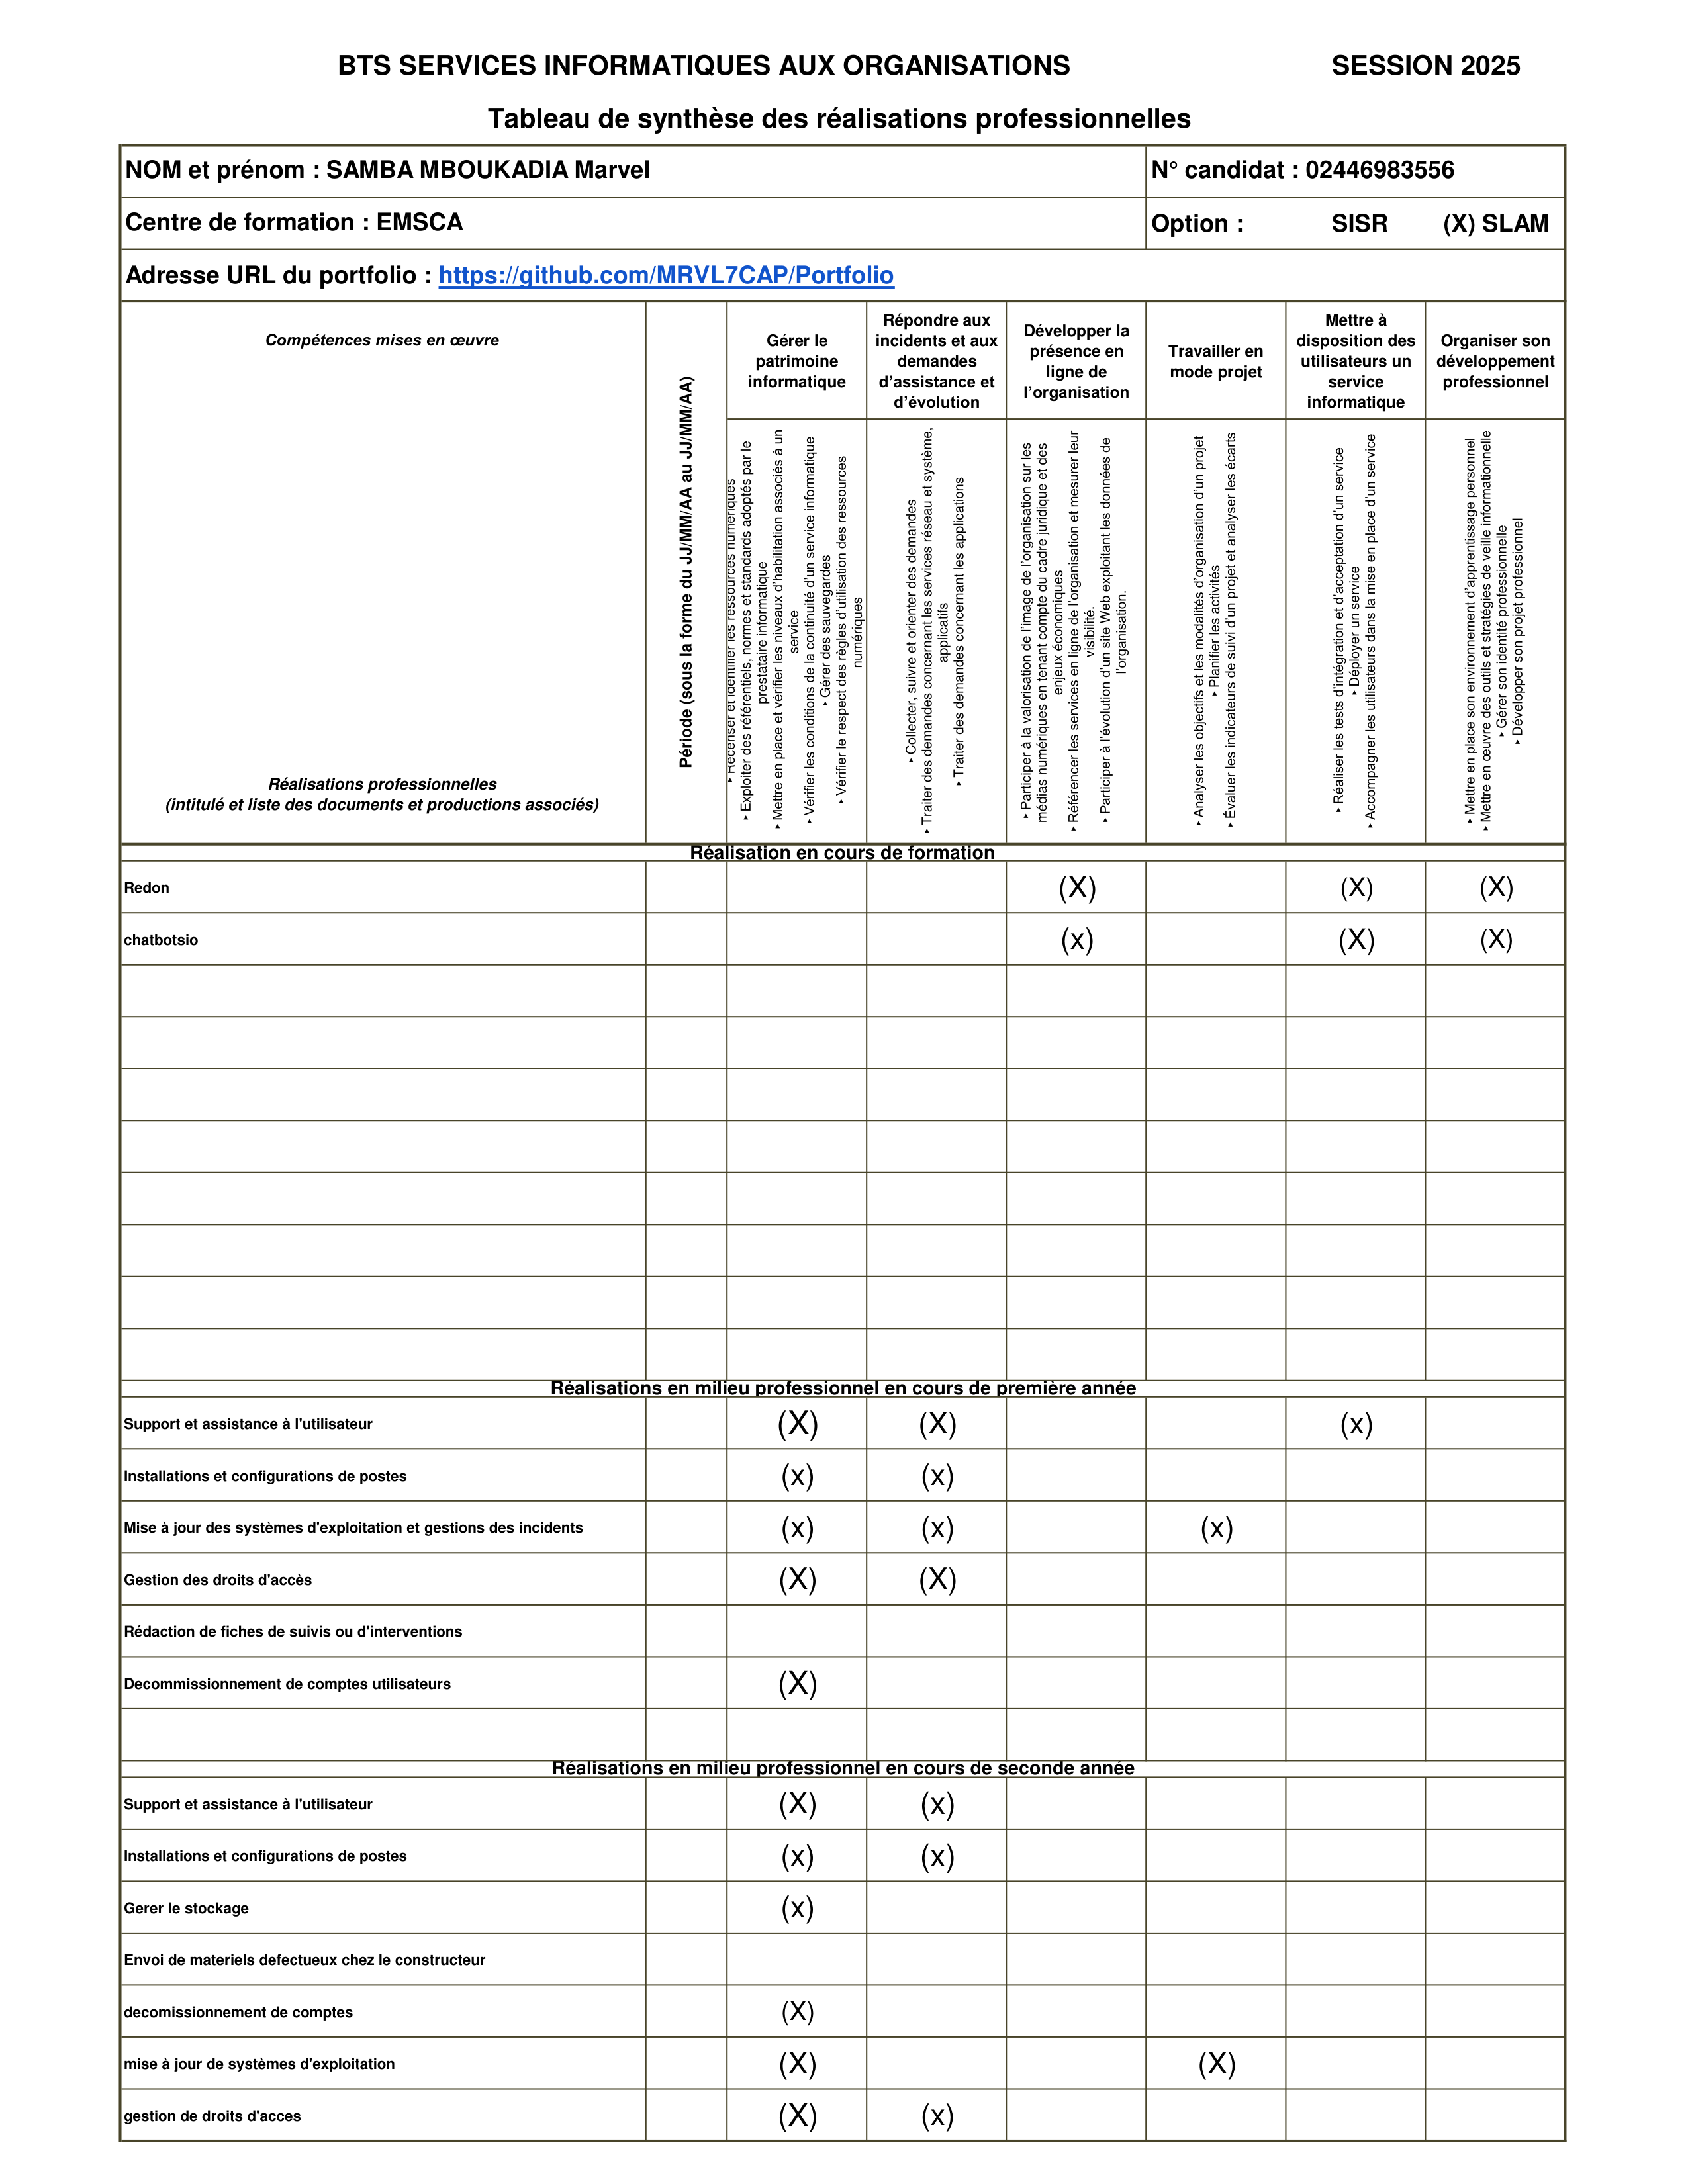 BTS SERVICES INFORMATIQUES AUX ORGANISATIONS SESSION 2025
Tableau de synthèse des réalisations professionnelles
NOM et prénom : SAMBA MBOUKADIA Marvel N° candidat : 02446983556
Centre de formation : EMSCA Option : SISR (X) SLAM
Adresse URL du portfolio : https://github.com/MRVL7CAP/Portfolio
Compétences mises en œuvre
Réalisations professionnelles
(intitulé et liste des documents et productions associés)
Période (sous la forme du JJ/MM/AA au JJ/MM/AA)
Gérer le
patrimoine
informatique
Répondre aux
incidents et aux
demandes
d’assistance et
d’évolution
Développer la
présence en
ligne de
l’organisation
Travailler en
mode projet
Mettre à
disposition des
utilisateurs un
service
informatique
Organiser son
développement
professionnel
‣ Recenser et identifier les ressources numériques
‣ Exploiter des référentiels, normes et standards adoptés par le
prestataire informatique
‣ Mettre en place et vérifier les niveaux d’habilitation associés à un
service
‣ Vérifier les conditions de la continuité d’un service informatique
‣ Gérer des sauvegardes
‣ Vérifier le respect des règles d’utilisation des ressources
numériques
‣ Collecter, suivre et orienter des demandes
‣ Traiter des demandes concernant les services réseau et système,
applicatifs
‣ Traiter des demandes concernant les applications
‣ Participer à la valorisation de l’image de l’organisation sur les
médias numériques en tenant compte du cadre juridique et des
enjeux économiques
‣ Référencer les services en ligne de l’organisation et mesurer leur
visibilité.
‣ Participer à l’évolution d’un site Web exploitant les données de
l’organisation.
‣ Analyser les objectifs et les modalités d’organisation d’un projet
‣ Planifier les activités
‣ Évaluer les indicateurs de suivi d’un projet et analyser les écarts
‣ Réaliser les tests d’intégration et d’acceptation d’un service
‣ Déployer un service
‣ Accompagner les utilisateurs dans la mise en place d’un service
‣ Mettre en place son environnement d’apprentissage personnel
‣ Mettre en œuvre des outils et stratégies de veille informationnelle
‣ Gérer son identité professionnelle
‣ Développer son projet professionnel
Réalisation en cours de formation
Redon (X) (X) (X)
chatbotsio (x) (X) (X)
Réalisations en milieu professionnel en cours de première année
Support et assistance à l'utilisateur (X) (X) (x)
Installations et configurations de postes (x) (x)
Mise à jour des systèmes d'exploitation et gestions des incidents (x) (x) (x)
Gestion des droits d'accès (X) (X)
Rédaction de fiches de suivis ou d'interventions
Decommissionnement de comptes utilisateurs (X)
Réalisations en milieu professionnel en cours de seconde année
Support et assistance à l'utilisateur (X) (x)
Installations et configurations de postes (x) (x)
Gerer le stockage (x)
Envoi de materiels defectueux chez le constructeur
decomissionnement de comptes (X)
mise à jour de systèmes d'exploitation (X) (X)
gestion de droits d'acces (X) (x)